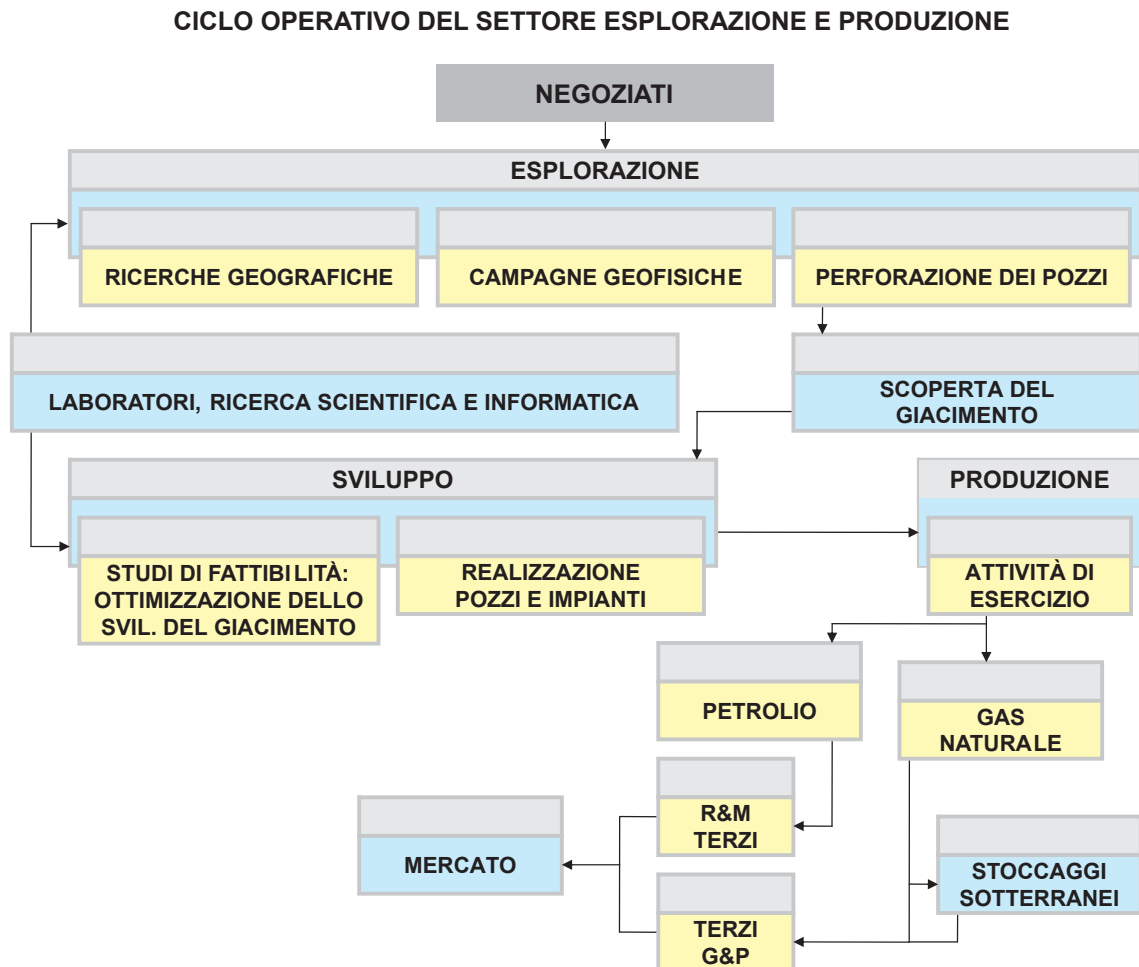 CICLO OPERATIVO DEL SETTORE ESPLORAZIONE E PRODUZIONE
NEGOZIATI
ESPLORAZIONE
RICERCHE GEOGRAFICHE
CAMPAGNE GEOFISICHE
PERFORAZIONE DEI POZZI
LABORATORI, RICERCA SCIENTIFICA E INFORMATICA
SCOPERTA DEL
GIACIMENTO
SVILUPPO
PRODUZIONE
STUDI DI FATTIBILITÀ:
OTTIMIZZAZIONE DELLO
SVIL. DEL GIACIMENTO
REALIZZAZIONE
POZZI E IMPIANTI
ATTIVITÀ DI
ESERCIZIO
PETROLIO
GAS
NATURALE
R&M
TERZI
MERCATO
STOCCAGGI
SOTTERRANEI
TERZI
G&P